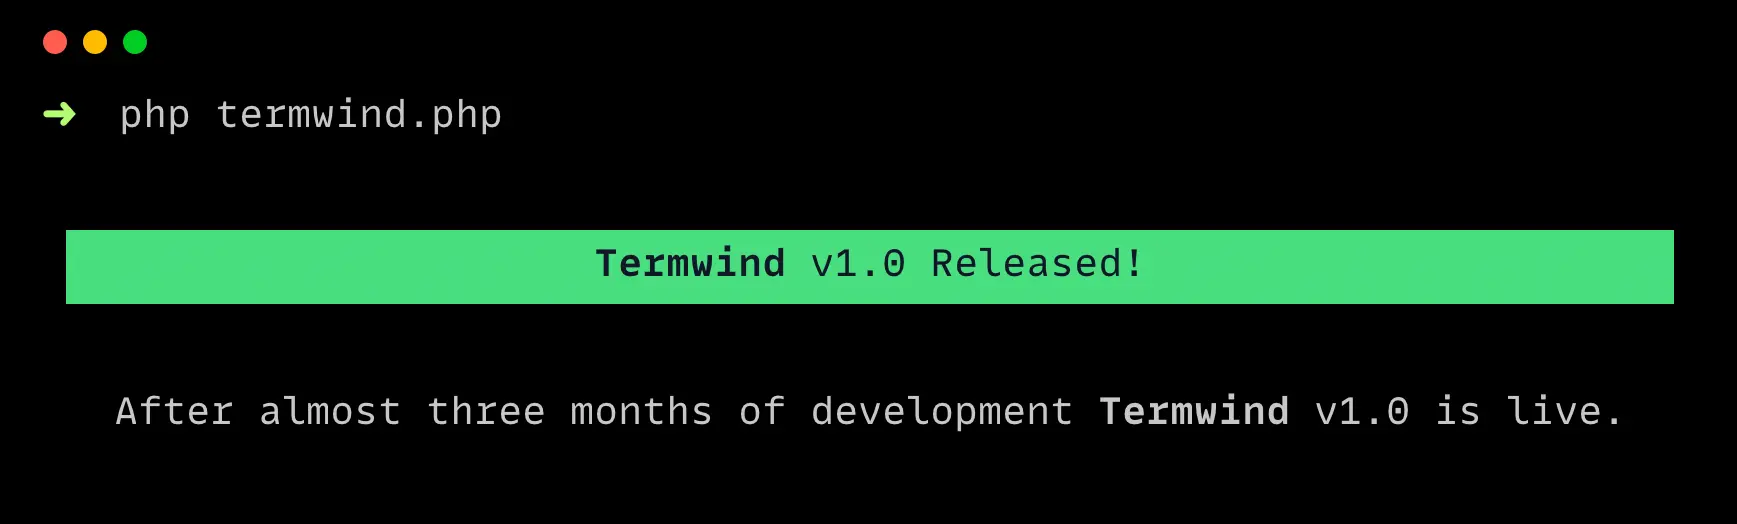 ➜ php termwind.php
Termwind v1.0 Released!
After almost three months of development Termwind v1.0 is live.